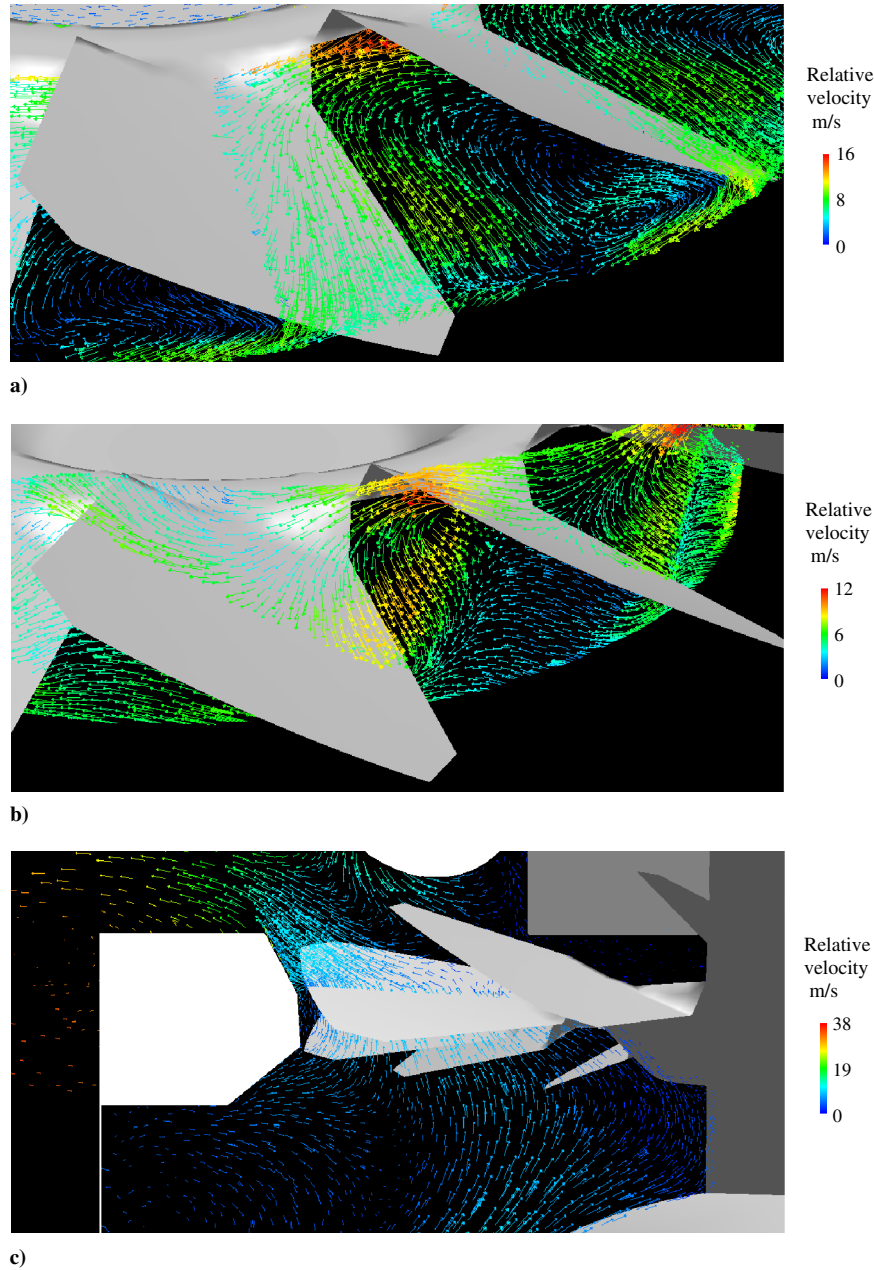 Relative
velocity
m/s
16
8
0
a)
Relative
velocity
m/s
12
6
0
b)
Relative
velocity
m/s
38
19
0
c)